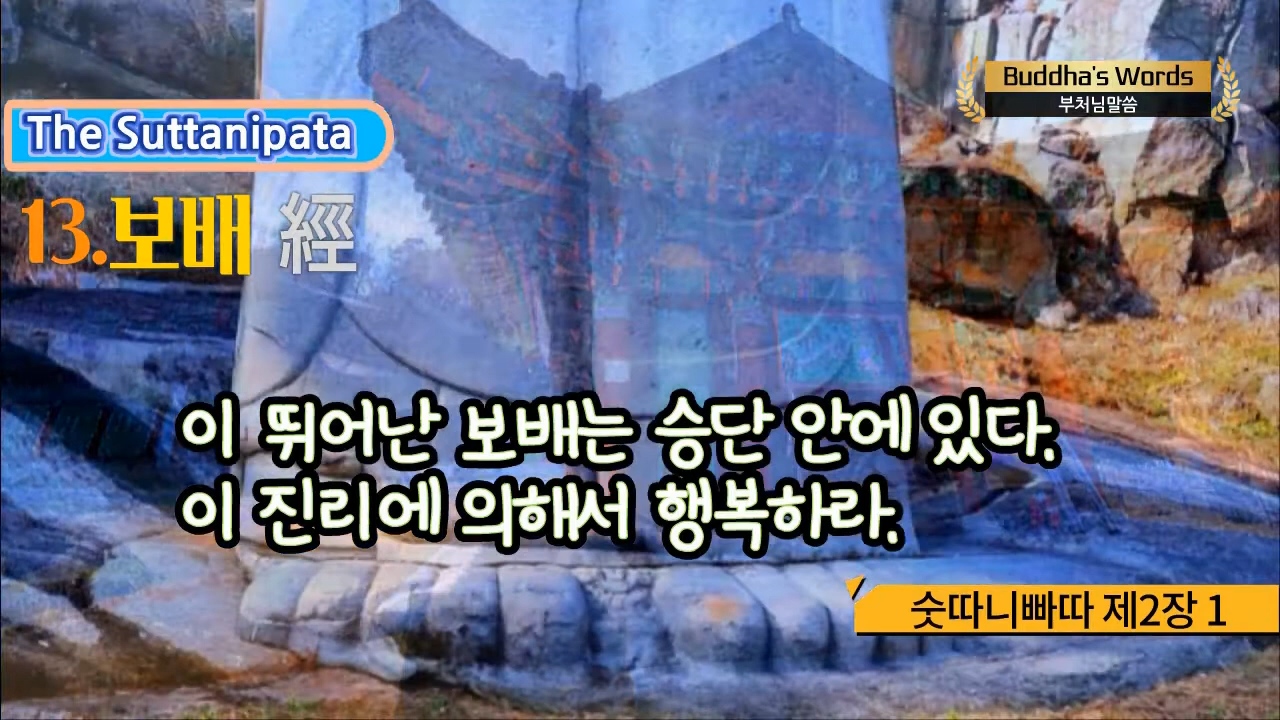 Buddha's Words
부처님말씀
The Suttanipata
13.보배 經
이 뛰어난 보배는 승단 안에 있다.
이 진리에 의해서 행복하라.
숫따니빠따 제2장 1